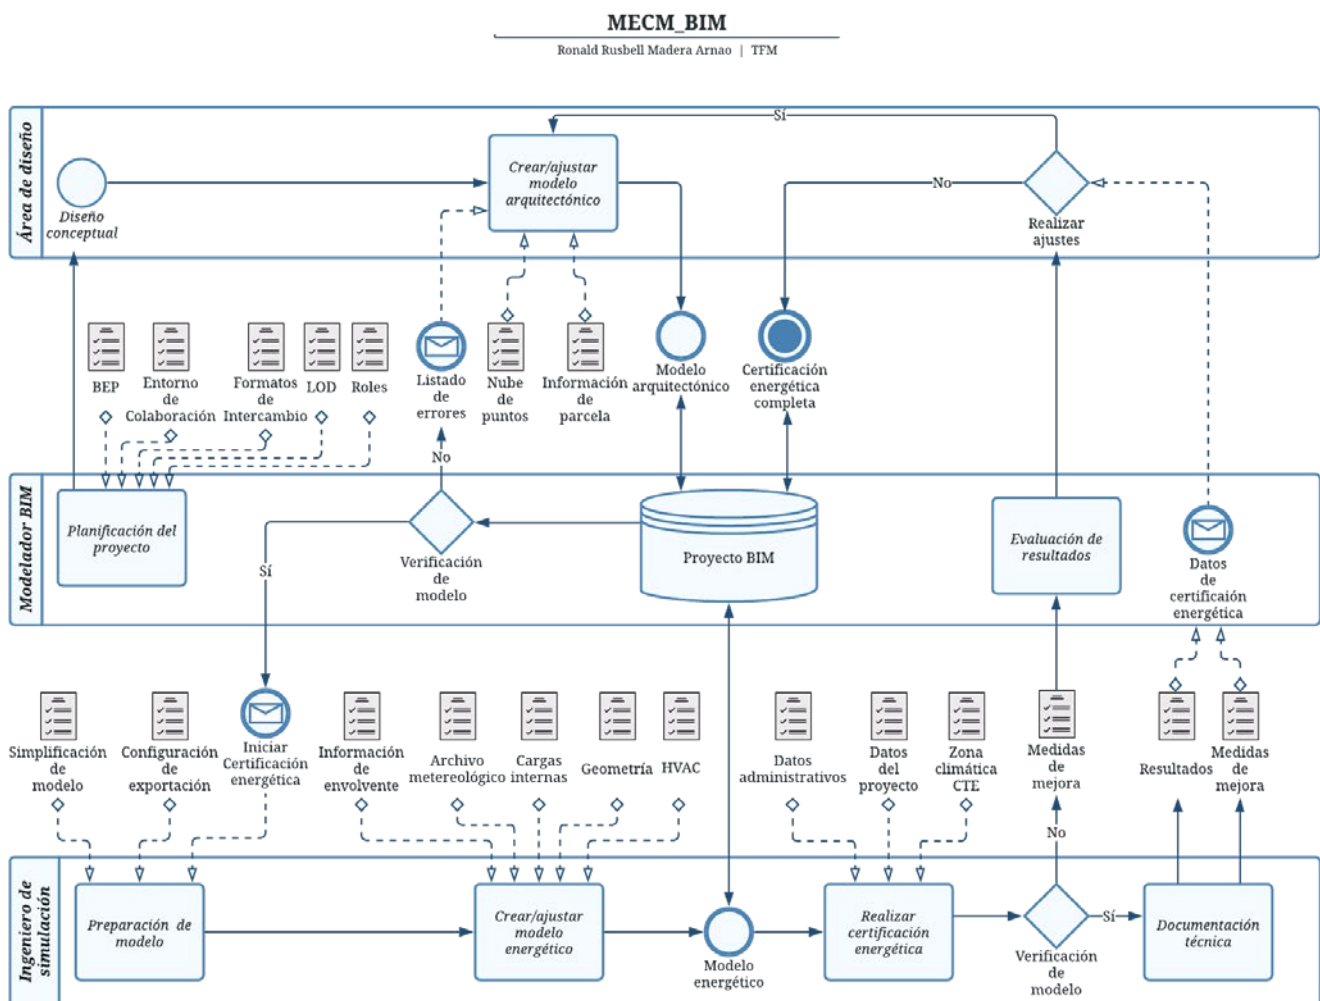 MECM_BIM
Ronald Rusbell Madera Arnao | TFM
Área de diseño
Diseño
conceptual
Crear/ajustar
modelo
arquitectónico
Sí
No
Realizar
ajustes
BEP
Entorno
de
Colaboración
Formatos
de
Intercambio
LOD
Roles
Listado
de
errores
Nube
de
puntos
Información
de
parcela
Modelo
arquitectónico
Certificación
energética
completa
No
Modelador BIM
Planificación del
proyecto
Sí
Verificación
de
modelo
Proyecto BIM
Evaluación de
resultados
Datos
de
certificaión
energética
Simplificación
de
modelo
Configuración
de
exportación
Iniciar
Certificación
energética
Información
de
envolvente
Archivo
metereológico
Cargas
internas
Geometría
HVAC
Datos
administrativos
Datos
del
proyecto
Zona
climática
CTE
Medidas
de
mejora
Resultados
Medidas
de
mejora
No
Ingeniero de
simulación
Preparación de
modelo
Crear/ajustar
modelo
energético
Modelo
energético
Realizar
certificación
energética
Sí
Verificación
de
modelo
Documentación
técnica